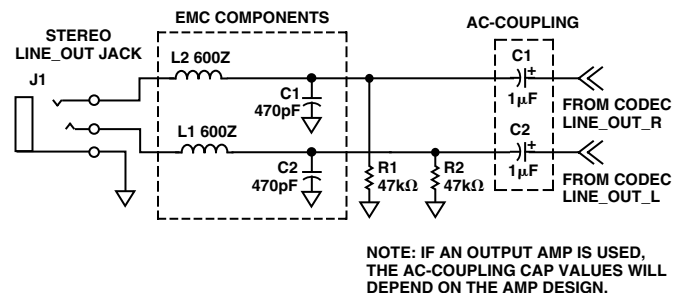 STEREO
LINE_OUT JACK
EMC COMPONENTS
AC-COUPLING
J1
L2 600Z
C1
470pF
L1 600Z
C2
470pF
R1
47kΩ
R2
47kΩ
C1
+
1μF
C2
+
1μF
FROM CODEC
LINE_OUT_R
FROM CODEC
LINE_OUT_L
NOTE: IF AN OUTPUT AMP IS USED,
THE AC-COUPLING CAP VALUES WILL
DEPEND ON THE AMP DESIGN.